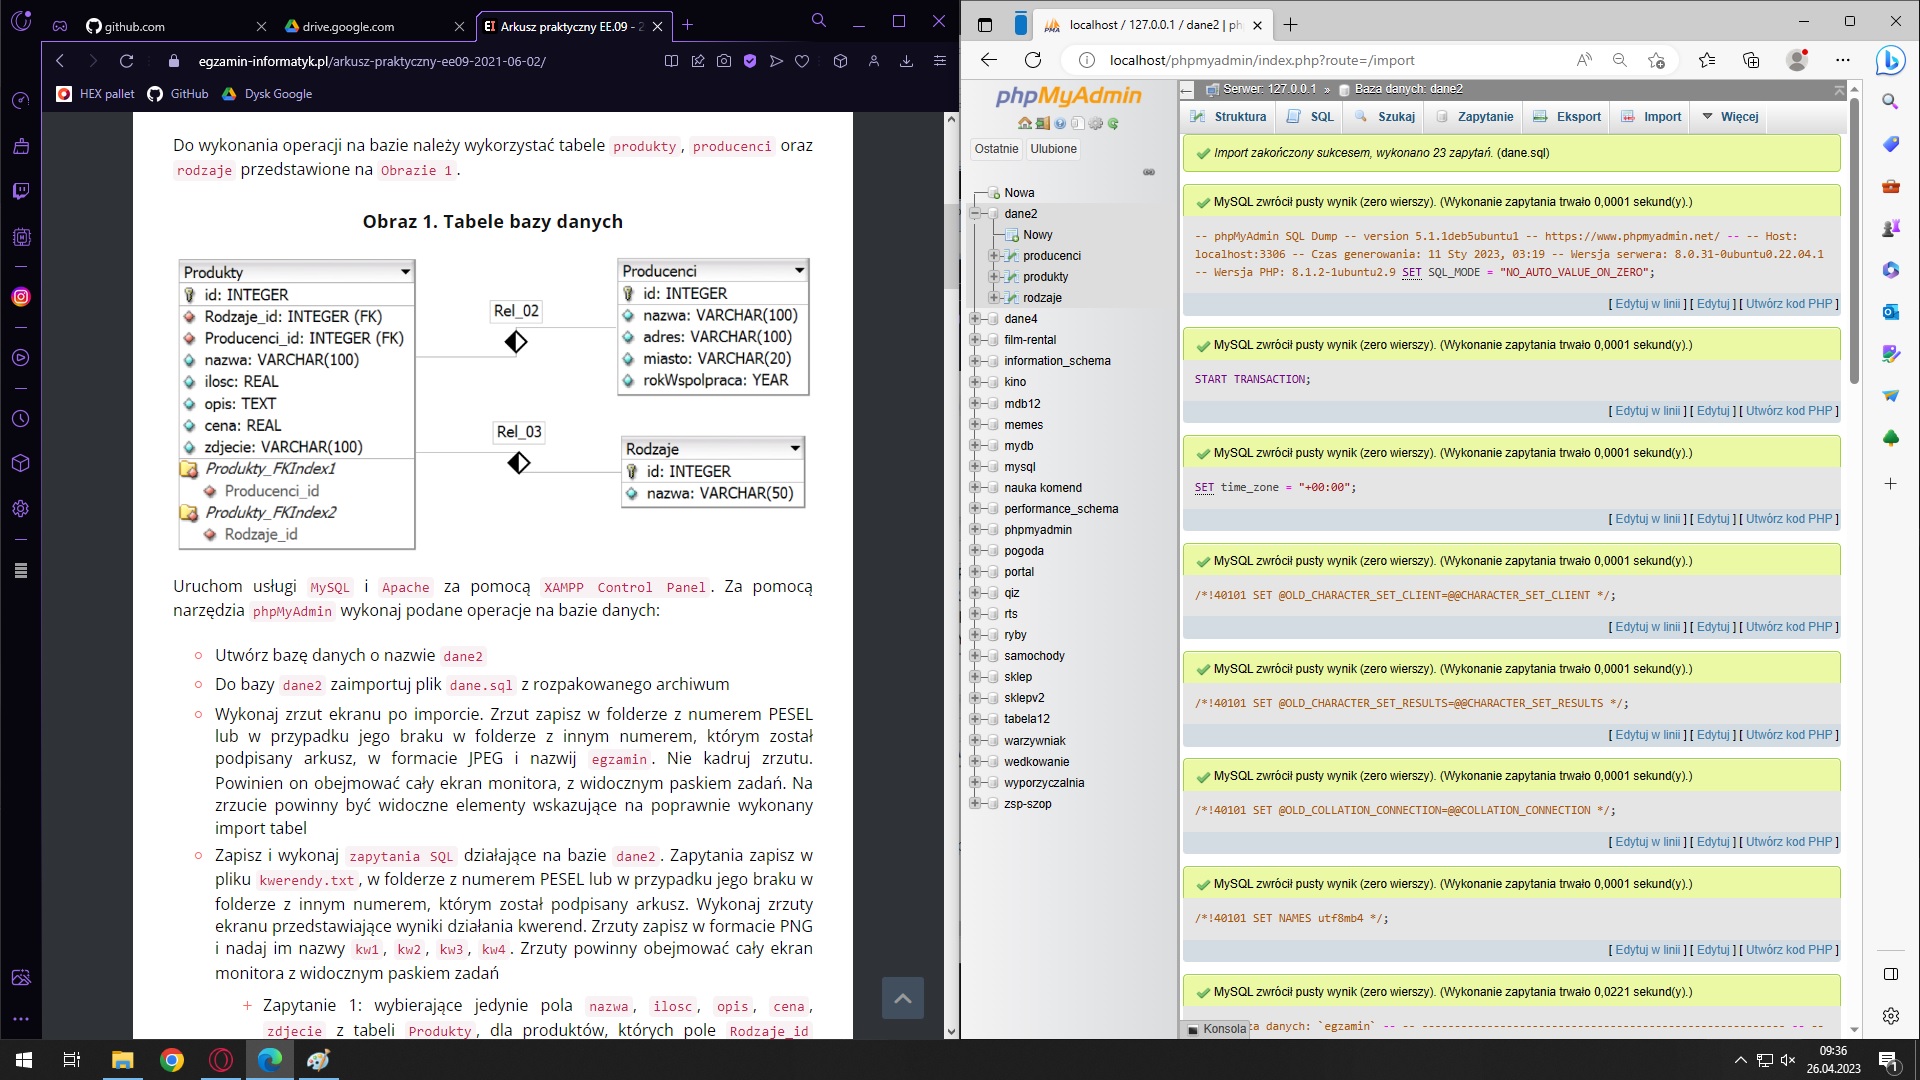 github.com
drive.google.com
Arkusz praktyczny EE.09 - 2
egzamin-informatyk.pl/arkusz-praktyczny-ee09-2021-06-02/
HEX pallet
GitHub
Dysk Google
Do wykonania operacji na bazie należy wykorzystać tabele produkty, producenci oraz
rodzaje przedstawione na Obrazie 1.
Obraz 1. Tabele bazy danych
Produkty
id: INTEGER
Rodzaje_id: INTEGER (FK)
Producenci_id: INTEGER (FK)
nazwa: VARCHAR(100)
ilosc: REAL
opis: TEXT
cena: REAL
zdjecie: VARCHAR(100)
Produkty_FKIndex1
Producenci_id
Produkty_FKIndex2
Rodzaje_id
Rel_02
Rel_03
Producenci
id: INTEGER
nazwa: VARCHAR(100)
adres: VARCHAR(100)
miasto: VARCHAR(20)
rokWspolpraca: YEAR
Rodzaje
id: INTEGER
nazwa: VARCHAR(50)
Uruchom usługi MySQL i Apache za pomocą XAMPP Control Panel. Za pomocą
narzędzia phpMyAdmin wykonaj podane operacje na bazie danych:
Utwórz bazę danych o nazwie dane2
Do bazy dane2 zaimportuj plik dane.sql z rozpakowanego archiwum
Wykonaj zrzut ekranu po imporcie. Zrzut zapisz w folderze z numerem PESEL
lub w przypadku jego braku w folderze z innym numerem, którym został
podpisany arkusz, w formacie JPEG i nazwij egzamin. Nie kadruj zrzutu.
Powinien on obejmować cały ekran monitora, z widocznym paskiem zadań. Na
zrzucie powinny być widoczne elementy wskazujące na poprawnie wykonany
import tabel
Zapisz i wykonaj zapytania SQL działające na bazie dane2. Zapytania zapisz w
pliku kwerendy.txt, w folderze z numerem PESEL lub w przypadku jego braku w
folderze z innym numerem, którym został podpisany arkusz. Wykonaj zrzuty
ekranu przedstawiające wyniki działania kwerend. Zrzuty zapisz w formacie PNG
i nadaj im nazwy kw1, kw2, kw3, kw4. Zrzuty powinny obejmować cały ekran
monitora z widocznym paskiem zadań
+ Zapytanie 1: wybierające jedynie pola nazwa, ilosc, opis, cena,
zdjecie z tabeli Produkty, dla produktów, których pole Rodzaje_id
localhost / 127.0.0.1 / dane2 | ph
localhost/phpmyadmin/index.php?route=/import
phpMyAdmin
Ostatnie
Ulubione
Nowa
dane2
Nowy
producenci
produkty
rodzaje
dane4
film-rental
information_schema
kino
mdb12
memes
mydb
mysql
nauka komend
performance_schema
phpmyadmin
pogoda
portal
qiz
rts
ryby
samochody
sklep
sklepv2
tabela12
warzywniak
wedkowanie
wyporzyczalnia
zsp-szop
Serwer: 127.0.0.1 » Baza danych: dane2
Struktura
SQL
Szukaj
Zapytanie
Eksport
Import
Więcej
Import zakończony sukcesem, wykonano 23 zapytań. (dane.sql)
MySQL zwrócił pusty wynik (zero wierszy). (Wykonanie zapytania trwało 0,0001 sekund(y).)
-- phpMyAdmin SQL Dump -- version 5.1.1deb5ubuntu1 -- https://www.phpmyadmin.net/ -- -- Host:
localhost:3306 -- Czas generowania: 11 Sty 2023, 03:19 -- Wersja serwera: 8.0.31-0ubuntu0.22.04.1
-- Wersja PHP: 8.1.2-1ubuntu2.9 SET SQL_MODE = "NO_AUTO_VALUE_ON_ZERO";
[ Edytuj w linii ] [ Edytuj ] [ Utwórz kod PHP ]
MySQL zwrócił pusty wynik (zero wierszy). (Wykonanie zapytania trwało 0,0001 sekund(y).)
START TRANSACTION;
[ Edytuj w linii ] [ Edytuj ] [ Utwórz kod PHP ]
MySQL zwrócił pusty wynik (zero wierszy). (Wykonanie zapytania trwało 0,0001 sekund(y).)
SET time_zone = "+00:00";
[ Edytuj w linii ] [ Edytuj ] [ Utwórz kod PHP ]
MySQL zwrócił pusty wynik (zero wierszy). (Wykonanie zapytania trwało 0,0001 sekund(y).)
/*!40101 SET @OLD_CHARACTER_SET_CLIENT=@@CHARACTER_SET_CLIENT */;
[ Edytuj w linii ] [ Edytuj ] [ Utwórz kod PHP ]
MySQL zwrócił pusty wynik (zero wierszy). (Wykonanie zapytania trwało 0,0001 sekund(y).)
/*!40101 SET @OLD_CHARACTER_SET_RESULTS=@@CHARACTER_SET_RESULTS */;
[ Edytuj w linii ] [ Edytuj ] [ Utwórz kod PHP ]
MySQL zwrócił pusty wynik (zero wierszy). (Wykonanie zapytania trwało 0,0001 sekund(y).)
/*!40101 SET @OLD_COLLATION_CONNECTION=@@COLLATION_CONNECTION */;
[ Edytuj w linii ] [ Edytuj ] [ Utwórz kod PHP ]
MySQL zwrócił pusty wynik (zero wierszy). (Wykonanie zapytania trwało 0,0001 sekund(y).)
/*!40101 SET NAMES utf8mb4 */;
[ Edytuj w linii ] [ Edytuj ] [ Utwórz kod PHP ]
MySQL zwrócił pusty wynik (zero wierszy). (Wykonanie zapytania trwało 0,0221 sekund(y).)
Konsola
za danych: `egzamin` -- --
09:36
26.04.2023
1